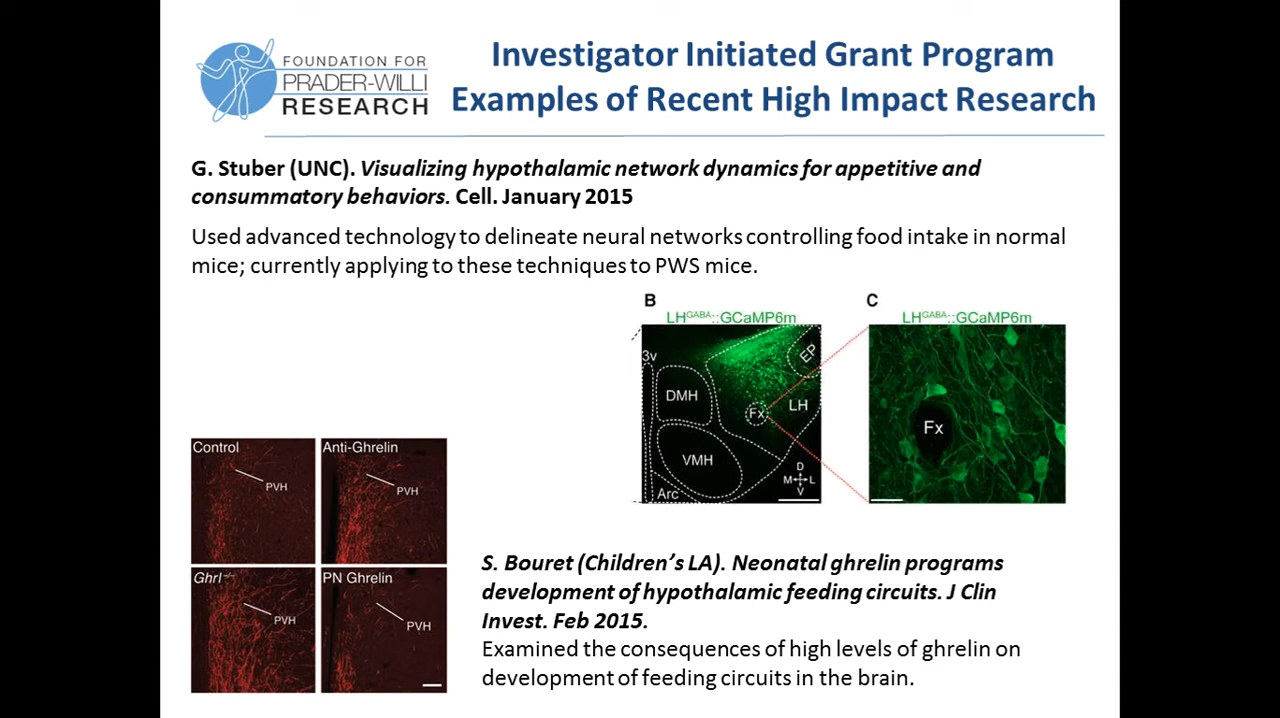 FOUNDATION FOR
PRADER-WILLI
RESEARCH
Investigator Initiated Grant Program
Examples of Recent High Impact Research
G. Stuber (UNC). Visualizing hypothalamic network dynamics for appetitive and
consummatory behaviors. Cell. January 2015
Used advanced technology to delineate neural networks controlling food intake in normal
mice; currently applying to these techniques to PWS mice.
B
LHGABA::GCaMP6m
3v
EP
DMH
Fx
LH
VMH
D
M L
V
Arc
C
LHGABA::GCaMP6m
Fx
Control
PVH
Anti-Ghrelin
PVH
Ghrl-/-
PVH
PN Ghrelin
PVH
S. Bouret (Children’s LA). Neonatal ghrelin programs
development of hypothalamic feeding circuits. J Clin
Invest. Feb 2015.
Examined the consequences of high levels of ghrelin on
development of feeding circuits in the brain.